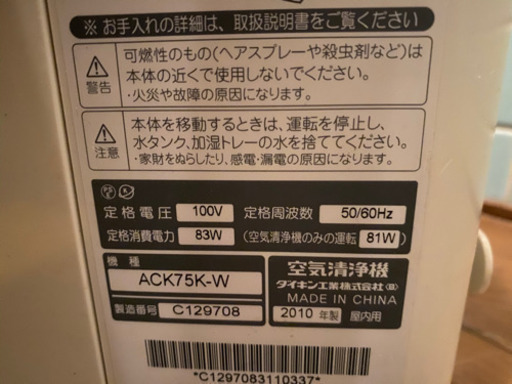 ※お手入れの詳細は、取扱説明書をご覧ください
可燃性のもの(ヘアスプレーや殺虫剤など)は
本体の近くで使用しないでください。
・火災や故障の原因になります。
警告
本体を移動するときは、運転を停止し、
水タンク、加湿トレーの水を捨ててください。
・家財をぬらしたり、感電・漏電の原因になります。
注意
定格電圧 100V 定格周波数 50/60Hz
定格消費電力 83W (空気清浄機のみの運転 81W)
機種
ACK75K-W
製造番号 C129708
空気清浄機
ダイキン工業株式会社
MADE IN CHINA
2010 年製 屋内用
*C1297083110337*